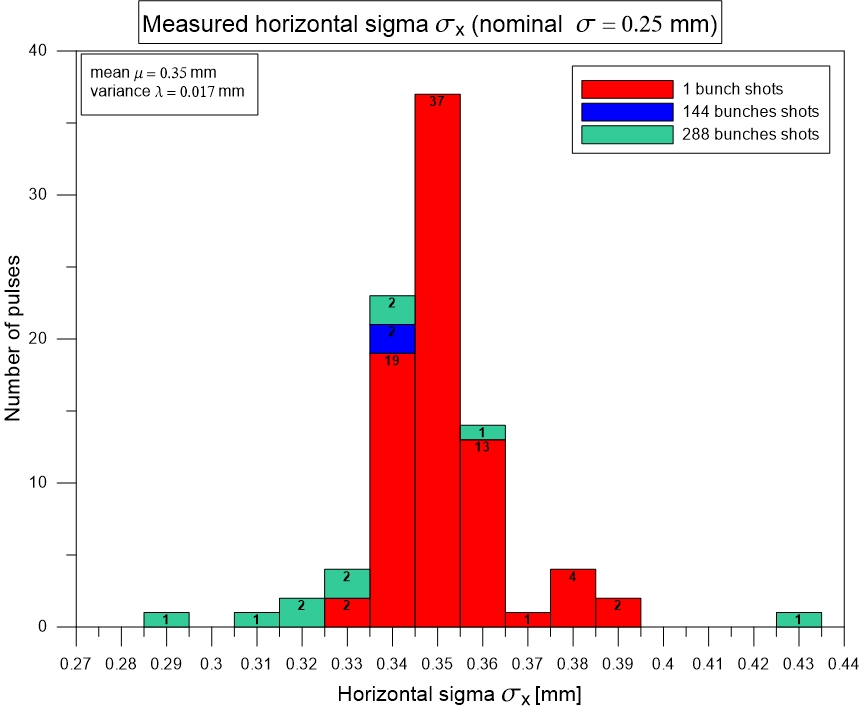 Measured horizontal sigma σx (nominal σ = 0.25 mm)
mean μ = 0.35 mm
variance λ = 0.017 mm
1 bunch shots
144 bunches shots
288 bunches shots
Number of pulses
40
30
20
10
0
37
2
2
19
1
13
2
2
4
1
1
2
1
2
1
0.27 0.28 0.29 0.3 0.31 0.32 0.33 0.34 0.35 0.36 0.37 0.38 0.39 0.4 0.41 0.42 0.43 0.44
Horizontal sigma σx [mm]